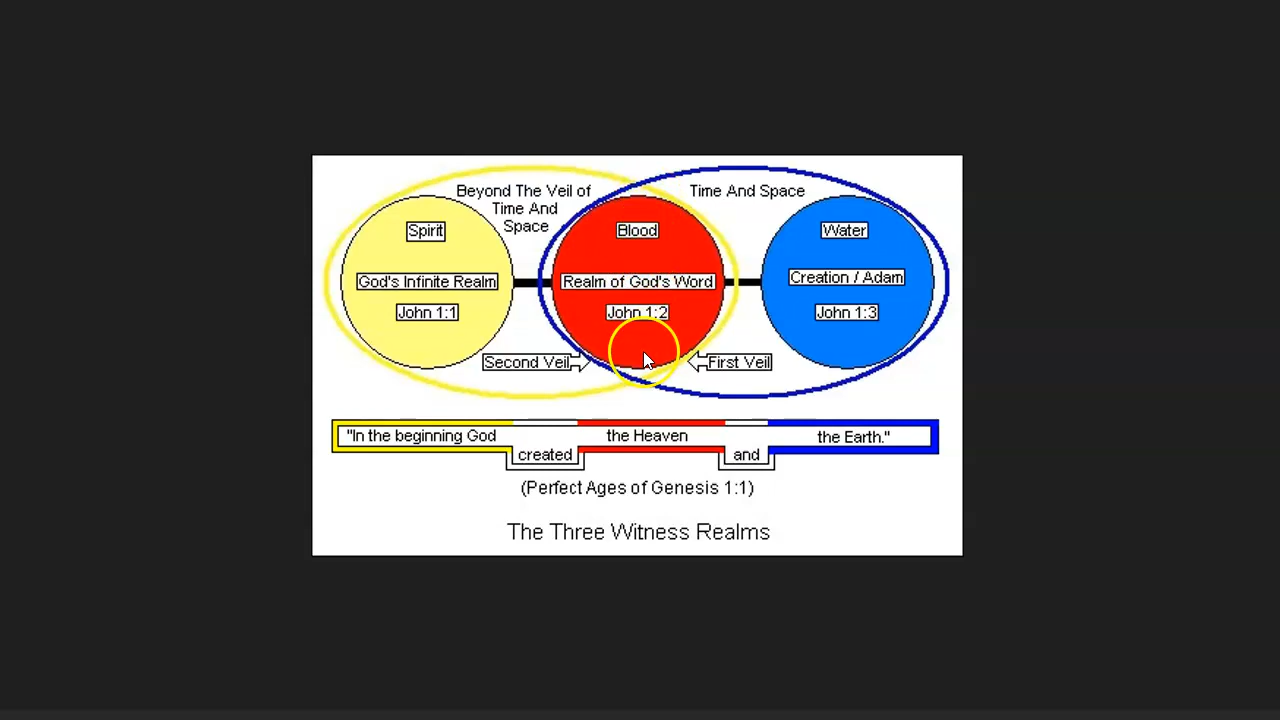 Beyond The Veil of
Time And
Space
Time And Space
Spirit
Blood
Water
God's Infinite Realm
Realm of God's Word
Creation / Adam
John 1:1
John 1:2
John 1:3
Second Veil
First Veil
"In the beginning God
created
the Heaven
and
the Earth."
(Perfect Ages of Genesis 1:1)
The Three Witness Realms